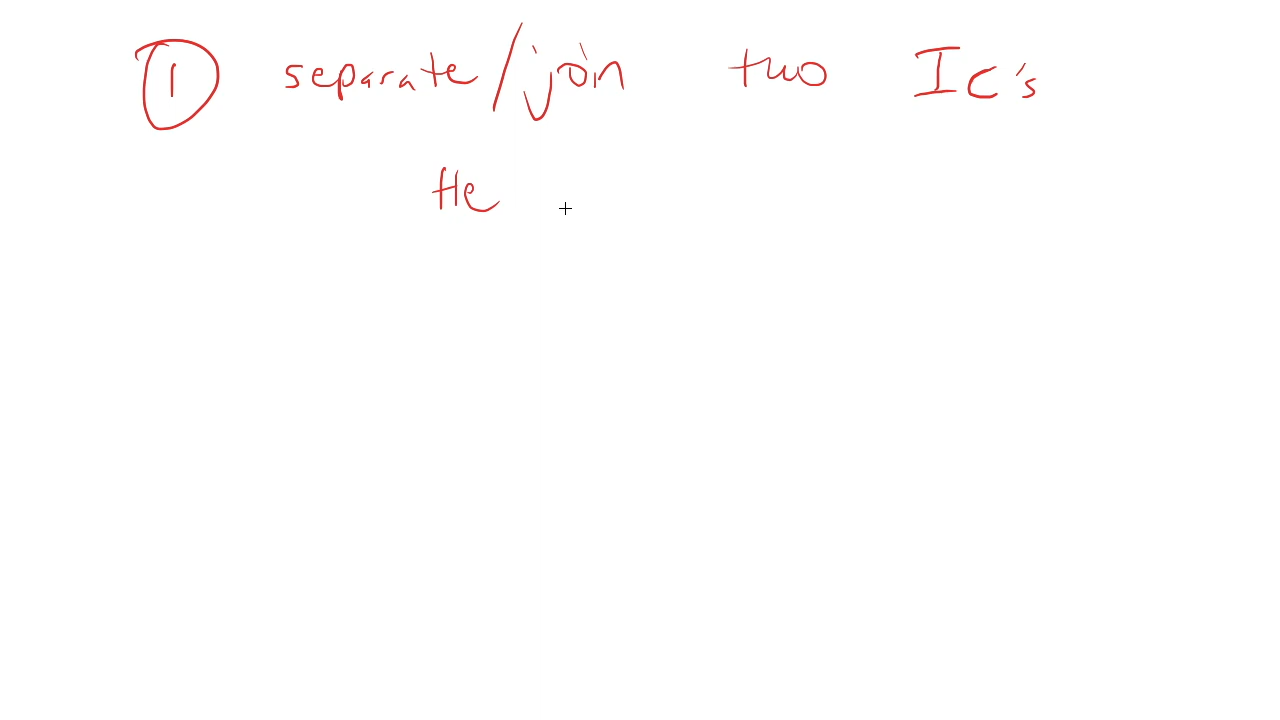 ① separate/join two IC's
He